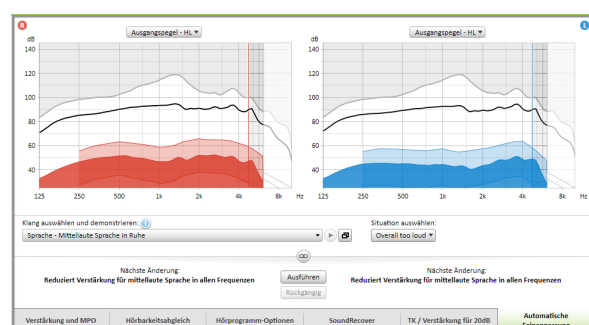 R
L
Ausgangspegel - HL
Ausgangspegel - HL
dB
dB
140
120
100
80
60
40
140
120
100
80
60
40
125 250 500 1k 2k 4k 8k Hz
125 250 500 1k 2k 4k 8k Hz
Klang auswählen und demonstrieren:
Situation auswählen:
Sprache - Mittellaute Sprache in Ruhe
Overall too loud
Nächste Änderung:
Reduziert Verstärkung für mittellaute Sprache in allen Frequenzen
Ausführen
Rückgängig
Nächste Änderung:
Reduziert Verstärkung für mittellaute Sprache in allen Frequenzen
Verstärkung und MPO
Hörbarkeitsabgleich
Hörprogramm-Optionen
SoundRecover
TK / Verstärkung für 20dB
Automatische